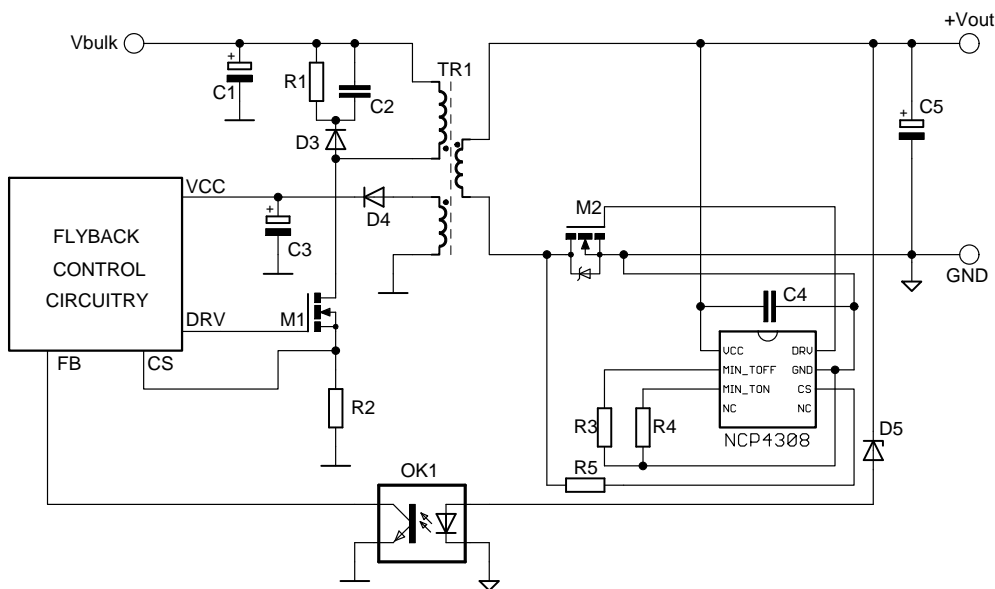 +Vout
Vbulk
TR1
R1
C1
C2
C5
D3
VCC
M2
D4
FLYBACK
CONTROL
CIRCUITRY
C3
GND
C4
M1
DRV
VCC
DRV
FB
CS
MIN_TOFF
GND
MIN_TON
CS
NC
NC
R2
R3
R4
NCP4308
D5
R5
OK1
+
+
+